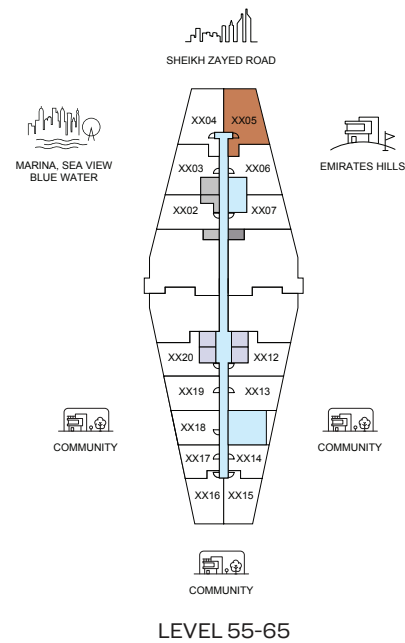 SHEIKH ZAYED ROAD
MARINA, SEA VIEW
BLUE WATER
EMIRATES HILLS
XX04
XX05
XX03
XX06
XX02
XX07
XX20
XX12
XX19
XX13
XX18
XX17
XX14
XX16
XX15
COMMUNITY
COMMUNITY
COMMUNITY
LEVEL 55-65